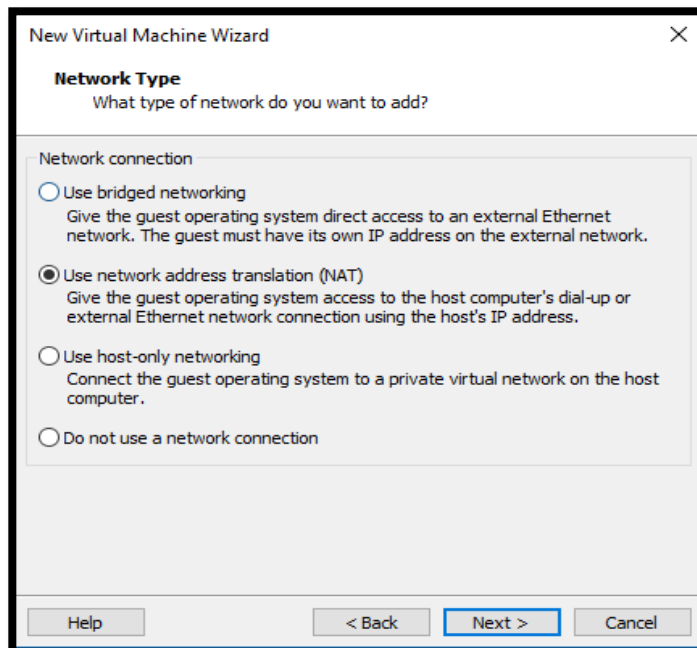 New Virtual Machine Wizard
Network Type
What type of network do you want to add?
Network connection
Use bridged networking
Give the guest operating system direct access to an external Ethernet
network. The guest must have its own IP address on the external network.
Use network address translation (NAT)
Give the guest operating system access to the host computer's dial-up or
external Ethernet network connection using the host's IP address.
Use host-only networking
Connect the guest operating system to a private virtual network on the host
computer.
Do not use a network connection
Help < Back Next > Cancel